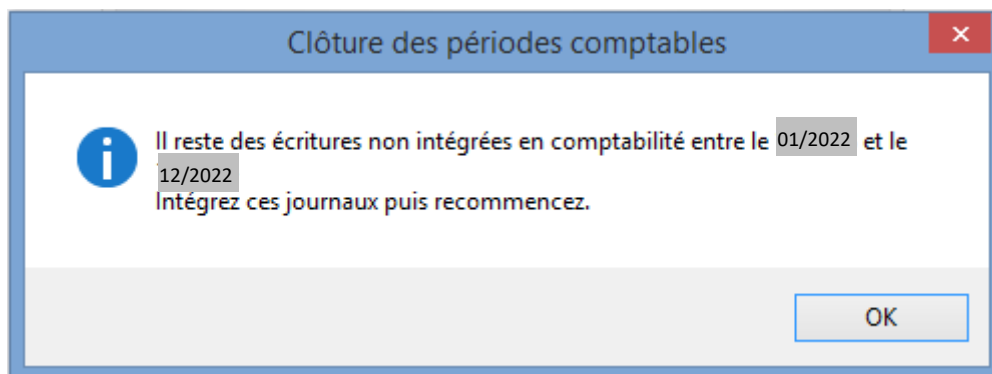 Clôture des périodes comptables
Il reste des écritures non intégrées en comptabilité entre le 01/2022 et le
12/2022
Intégrez ces journaux puis recommencez.
OK